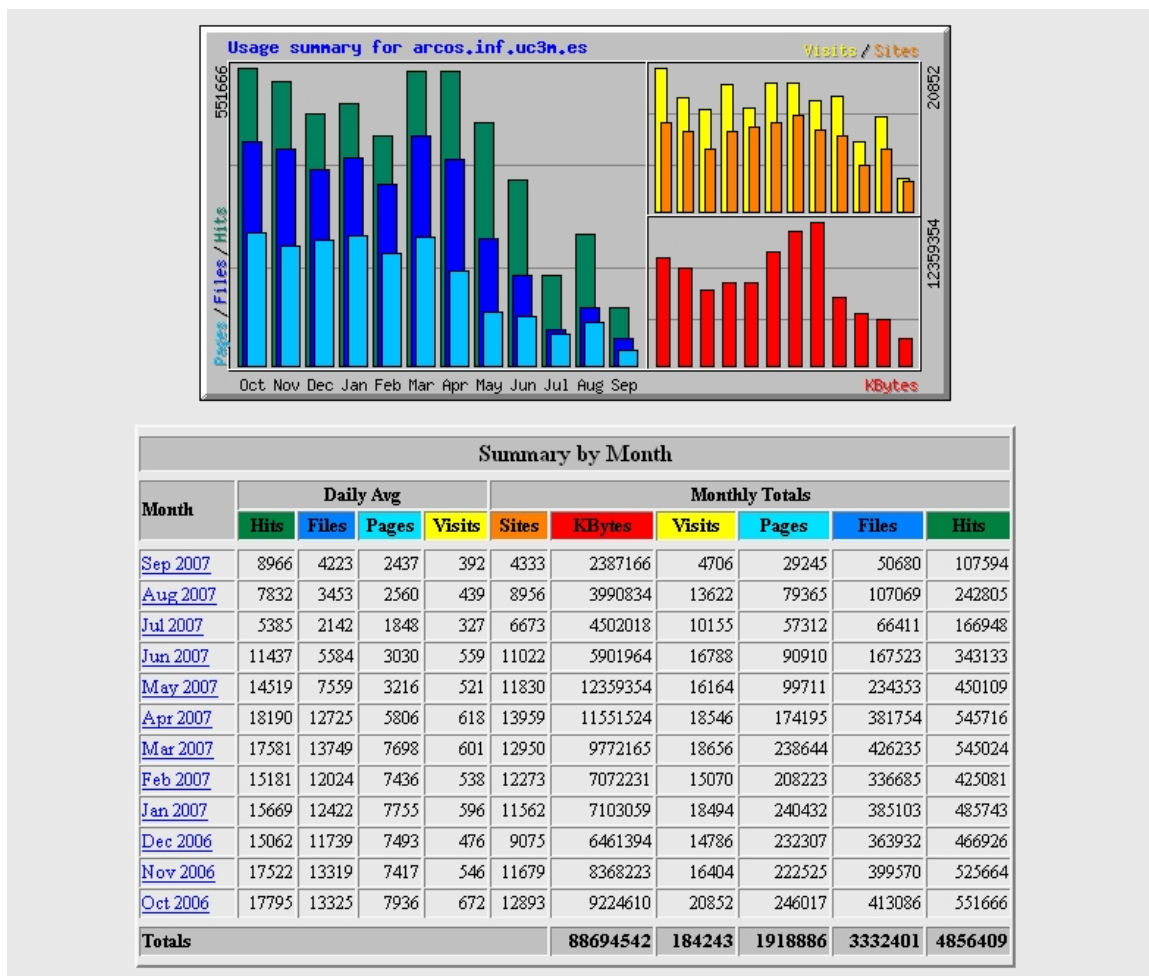 Usage summary for arcos.inf.uc3m.es
Visits / Sites
551666
20852
Pages / Files / Hits
12359354
Oct Nov Dec Jan Feb Mar Apr May Jun Jul Aug Sep
KBytes
Summary by Month
Month Daily Avg Monthly Totals
Hits Files Pages Visits Sites KBytes Visits Pages Files Hits
Sep 2007 8966 4223 2437 392 4333 2387166 4706 29245 50680 107594
Aug 2007 7832 3453 2560 439 8956 3990834 13622 79365 107069 242805
Jul 2007 5385 2142 1848 327 6673 4502018 10155 57312 66411 166948
Jun 2007 11437 5584 3030 559 11022 5901964 16788 90910 167523 343133
May 2007 14519 7559 3216 521 11830 12359354 16164 99711 234353 450109
Apr 2007 18190 12725 5806 618 13959 11551524 18546 174195 381754 545716
Mar 2007 17581 13749 7698 601 12950 9772165 18656 238644 426235 545024
Feb 2007 15181 12024 7436 538 12273 7072231 15070 208223 336685 425081
Jan 2007 15669 12422 7755 596 11562 7103059 18494 240432 385103 485743
Dec 2006 15062 11739 7493 476 9075 6461394 14786 232307 363932 466926
Nov 2006 17522 13319 7417 546 11679 8368223 16404 222525 399570 525664
Oct 2006 17795 13325 7936 672 12893 9224610 20852 246017 413086 551666
Totals 88694542 184243 1918886 3332401 4856409